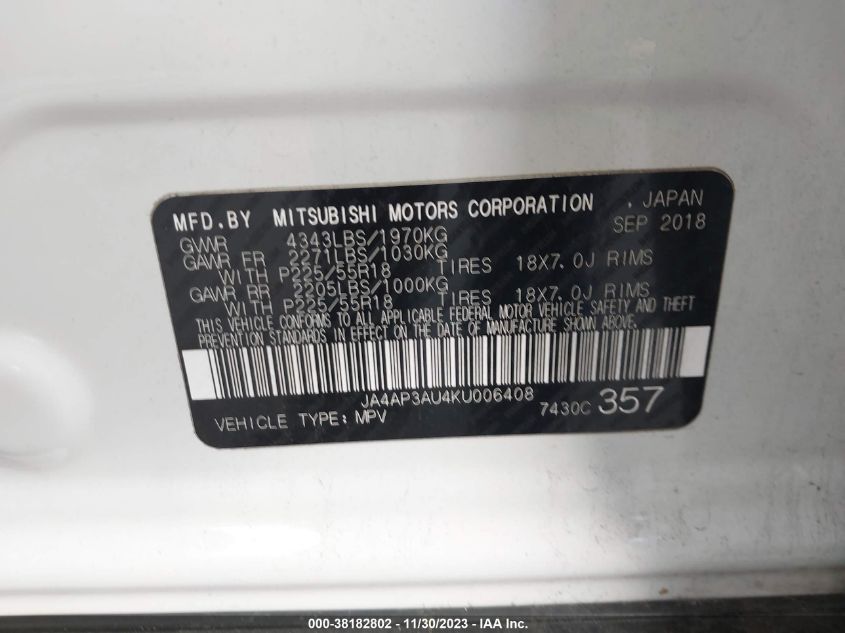 MFD.BY MITSUBISHI MOTORS CORPORATION . JAPAN
SEP 2018
GVWR 4343LBS/1970KG
GAWR FR 2271LBS/1030KG
WITH P225/55R18 TIRES 18X7.0J RIMS
GAWR RR 2205LBS/1000KG
WITH P225/55R18 TIRES 18X7.0J RIMS
THIS VEHICLE CONFORMS TO ALL APPLICABLE FEDERAL MOTOR VEHICLE SAFETY AND THEFT
PREVENTION STANDARDS IN EFFECT ON THE DATE OF MANUFACTURE SHOWN ABOVE.
JA4AP3AU4KU006408
VEHICLE TYPE: MPV 7430C 357
000-38182802 - 11/30/2023 - IAA Inc.